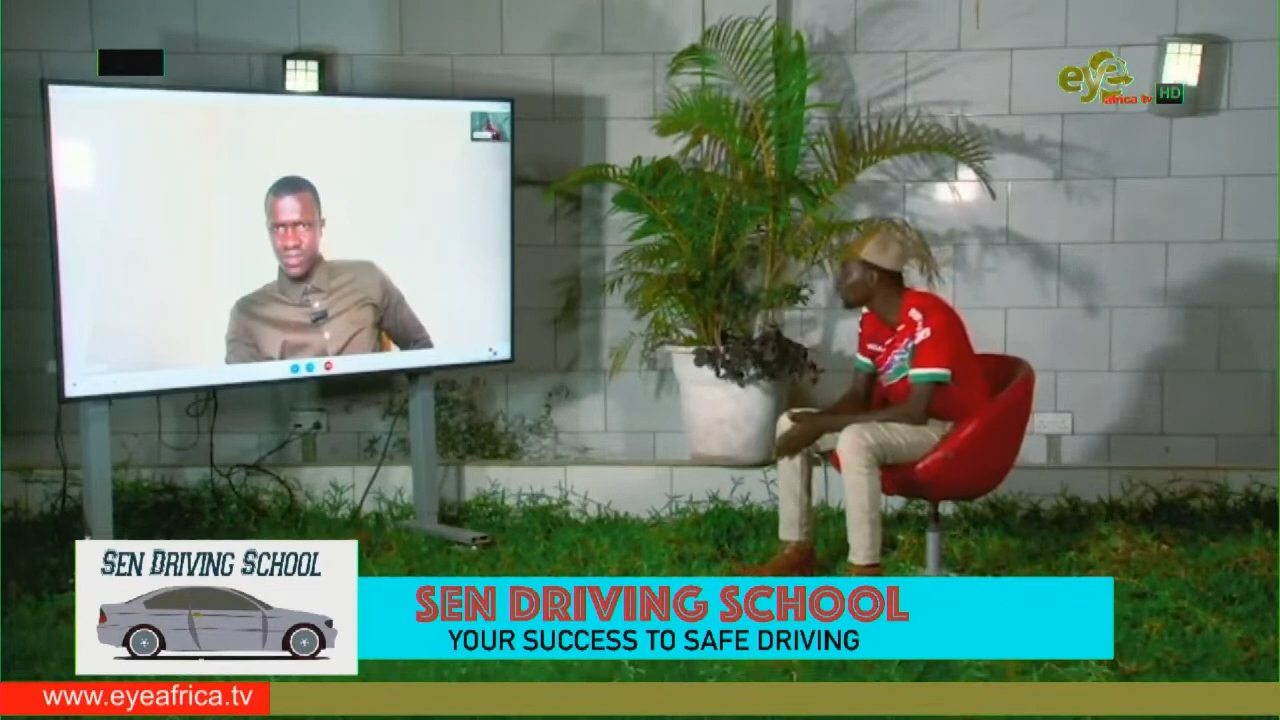 eye
africa tv HD
SEN DRIVING SCHOOL
SEN DRIVING SCHOOL
YOUR SUCCESS TO SAFE DRIVING
www.eyeafrica.tv